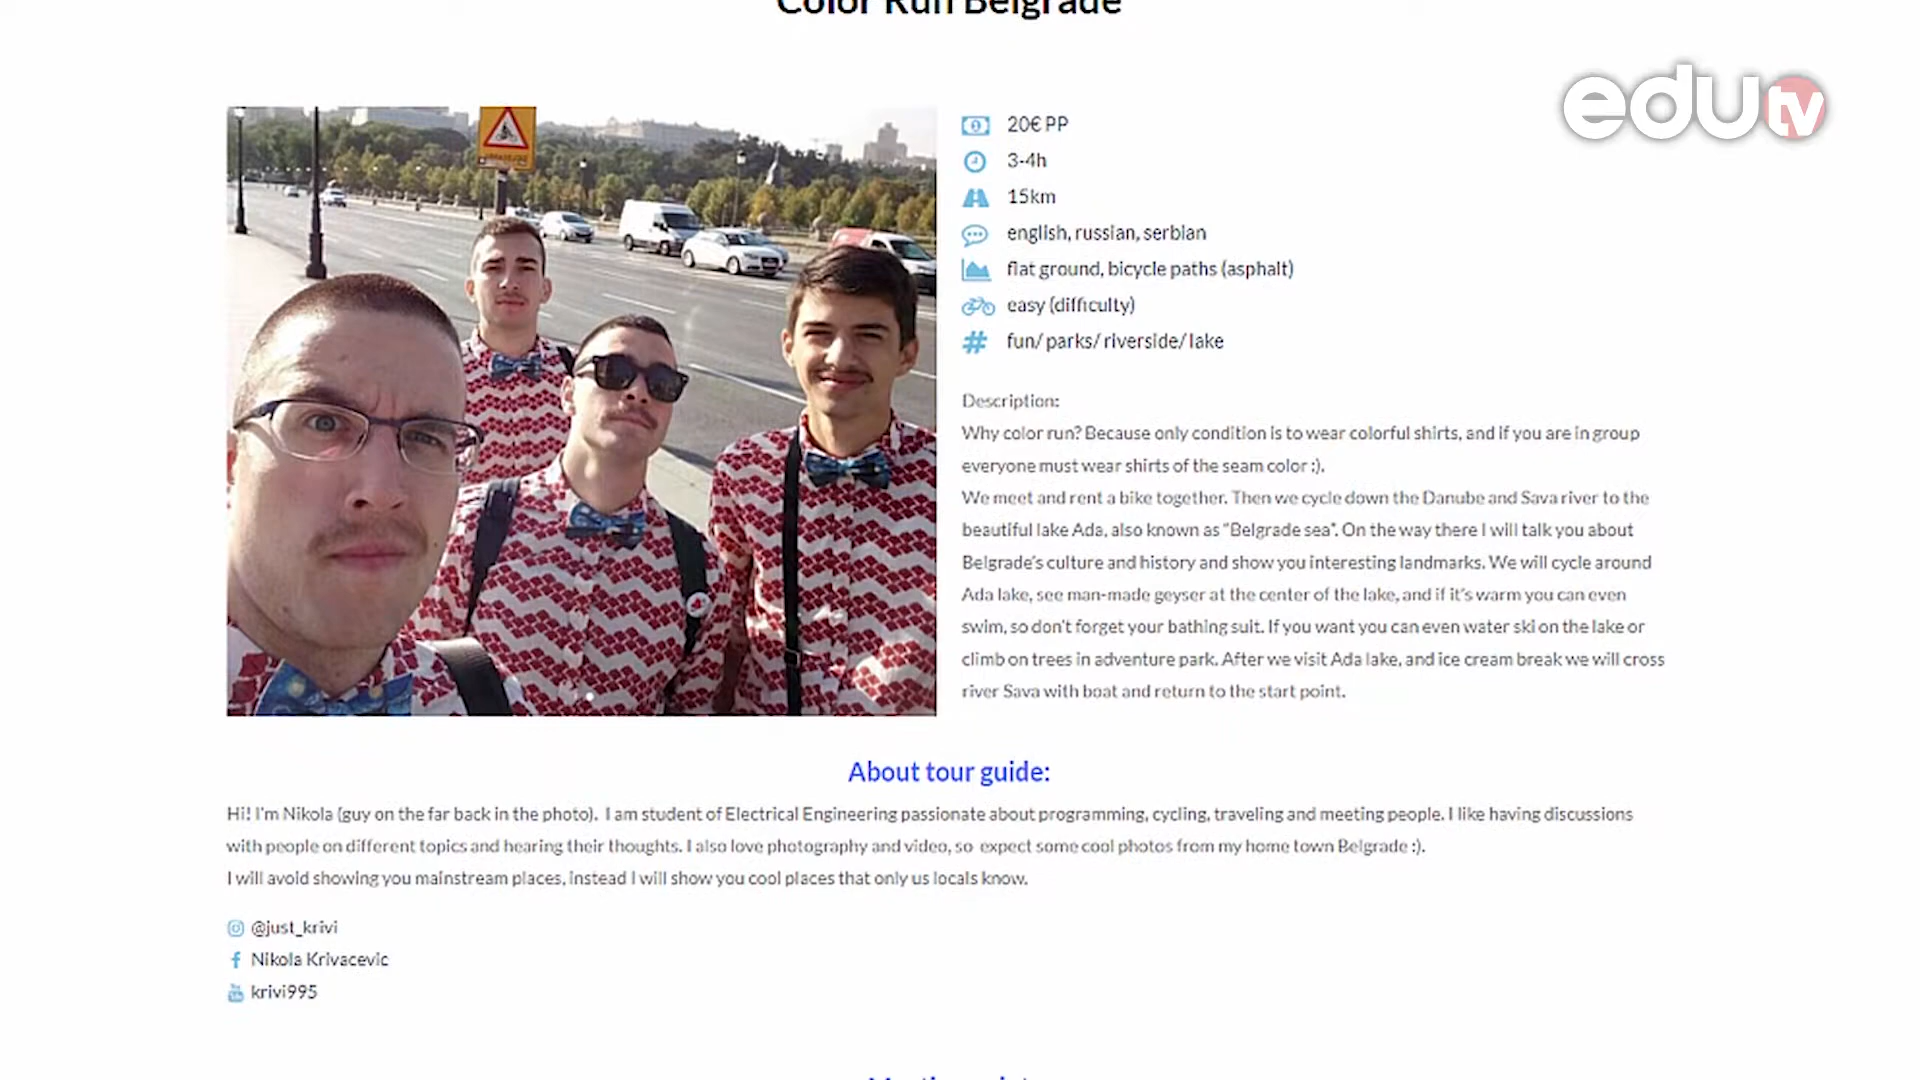 Color Run Belgrade
edutv
20€ PP
3-4h
15km
english, russian, serbian
flat ground, bicycle paths (asphalt)
easy (difficulty)
fun/ parks/ riverside/ lake
Description:
Why color run? Because only condition is to wear colorful shirts, and if you are in group
everyone must wear shirts of the seam color :).
We meet and rent a bike together. Then we cycle down the Danube and Sava river to the
beautiful lake Ada, also known as "Belgrade sea". On the way there I will talk you about
Belgrade's culture and history and show you interesting landmarks. We will cycle around
Ada lake, see man-made geyser at the center of the lake, and if it's warm you can even
swim, so don't forget your bathing suit. If you want you can even water ski on the lake or
climb on trees in adventure park. After we visit Ada lake, and ice cream break we will cross
river Sava with boat and return to the start point.
About tour guide:
Hi! I'm Nikola (guy on the far back in the photo). I am student of Electrical Engineering passionate about programming, cycling, traveling and meeting people. I like having discussions
with people on different topics and hearing their thoughts. I also love photography and video, so expect some cool photos from my home town Belgrade :).
I will avoid showing you mainstream places, instead I will show you cool places that only us locals know.
@just_krivi
Nikola Krivacevic
krivi995